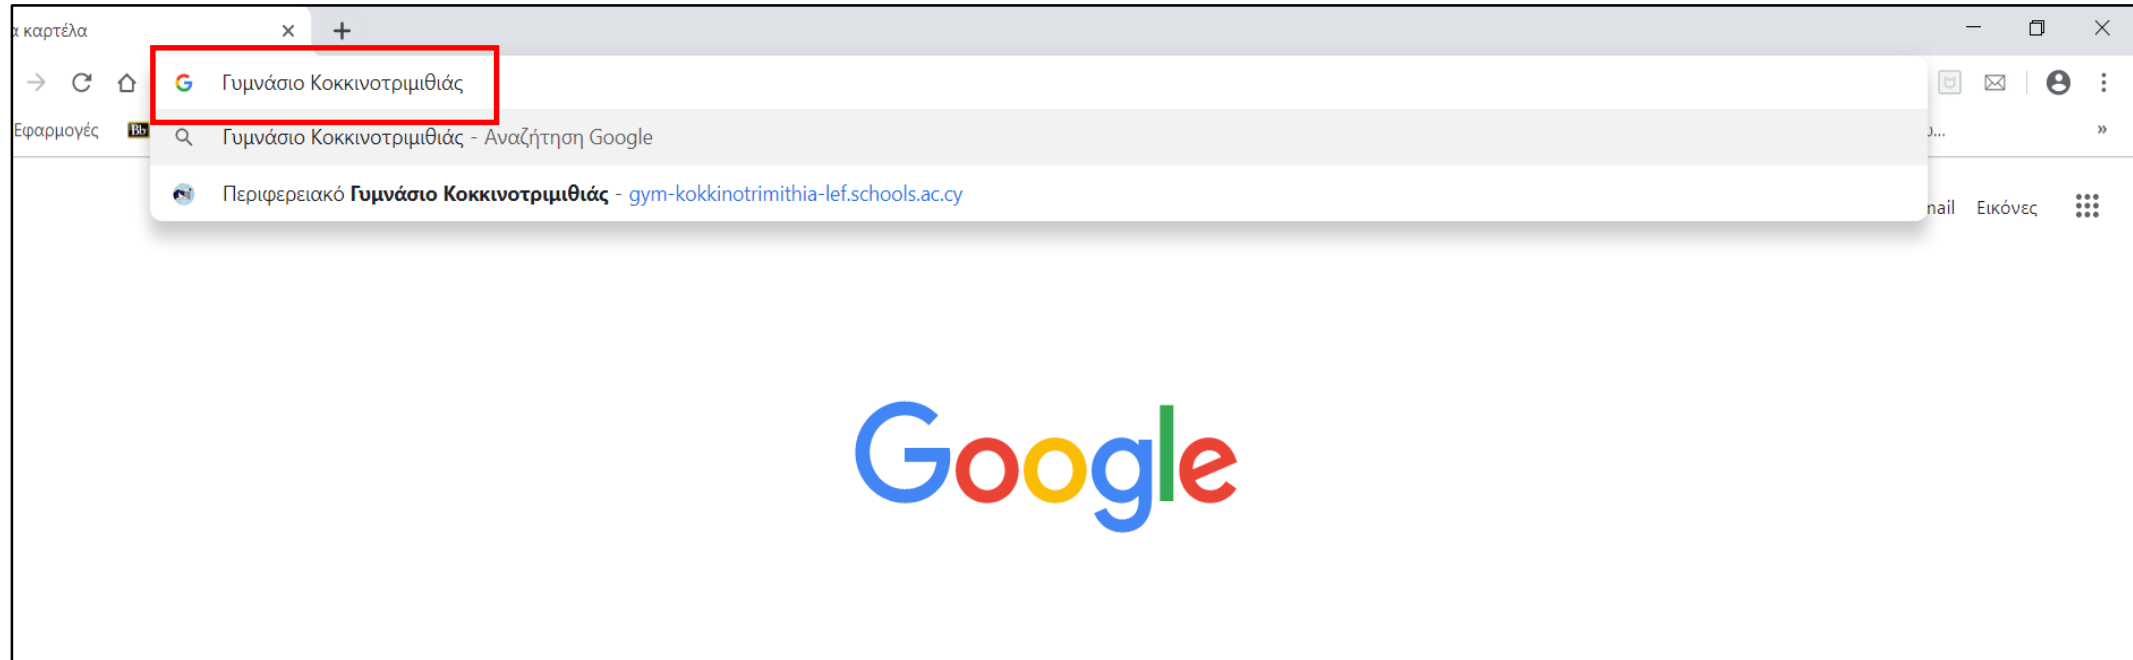 α καρτέλα
Γυμνάσιο Κοκκινοτριμιθιάς
Εφαρμογές Bb
Γυμνάσιο Κοκκινοτριμιθιάς - Αναζήτηση Google
Περιφερειακό Γυμνάσιο Κοκκινοτριμιθιάς - gym-kokkinotrimithia-lef.schools.ac.cy
mail Εικόνες
Google